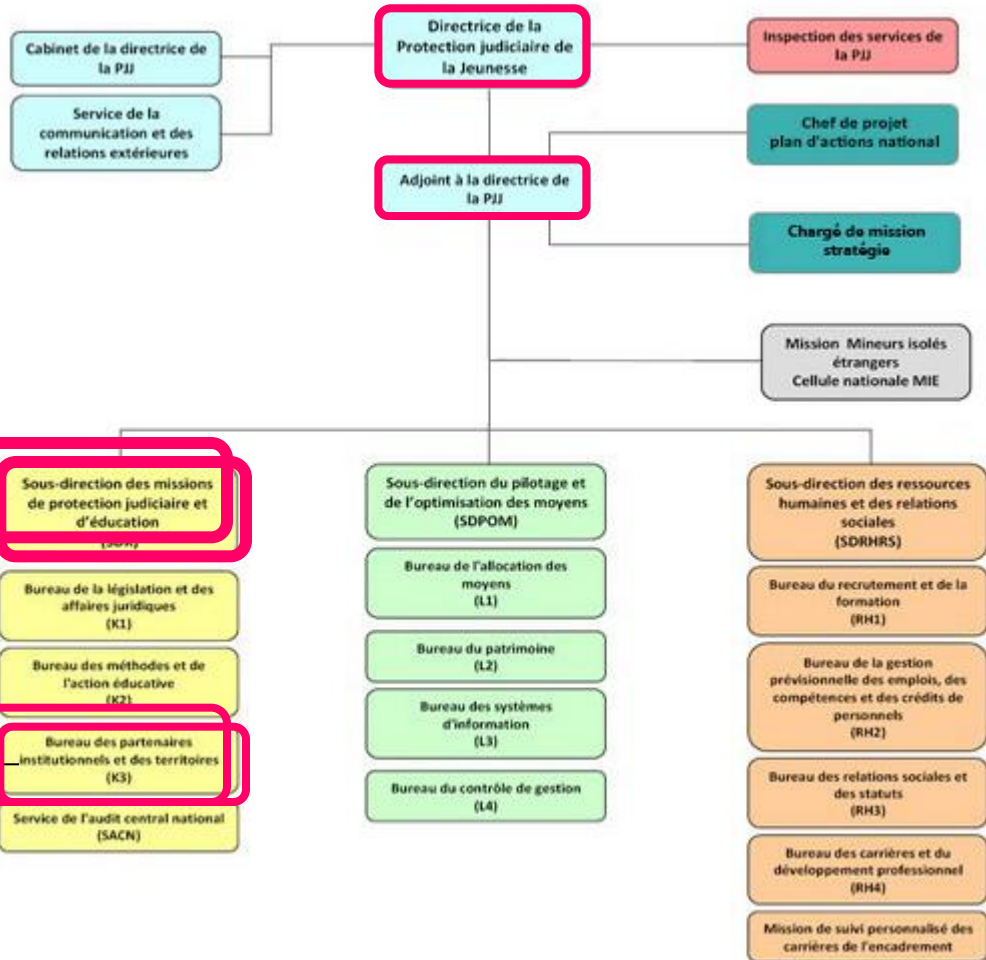 Directrice de la
Protection judiciaire de
la Jeunesse
Cabinet de la directrice de
la PJJ
Inspection des services de
la PJJ
Service de la
communication et des
relations extérieures
Chef de projet
plan d'actions national
Adjoint à la directrice de
la PJJ
Chargé de mission
stratégie
Mission Mineurs isolés
étrangers
Cellule nationale MIE
Sous-direction des missions
de protection judiciaire et
d'éducation
Bureau de la législation et des
affaires juridiques
(K1)
Bureau des méthodes et de
l'action éducative
(K2)
Bureau des partenaires
institutionnels et des territoires
(K3)
Service de l'audit central national
(SACN)
Sous-direction du pilotage et
de l'optimisation des moyens
(SDPOM)
Bureau de l'allocation des
moyens
(L1)
Bureau du patrimoine
(L2)
Bureau des systèmes
d'information
(L3)
Bureau du contrôle de gestion
(L4)
Sous-direction des ressources
humaines et des relations
sociales
(SDRHRS)
Bureau du recrutement et de la
formation
(RH1)
Bureau de la gestion
prévisionnelle des emplois, des
compétences et des crédits de
personnels
(RH2)
Bureau des relations sociales et
des statuts
(RH3)
Bureau des carrières et du
développement professionnel
(RH4)
Mission de suivi personnalisé des
carrières de l'encadrement